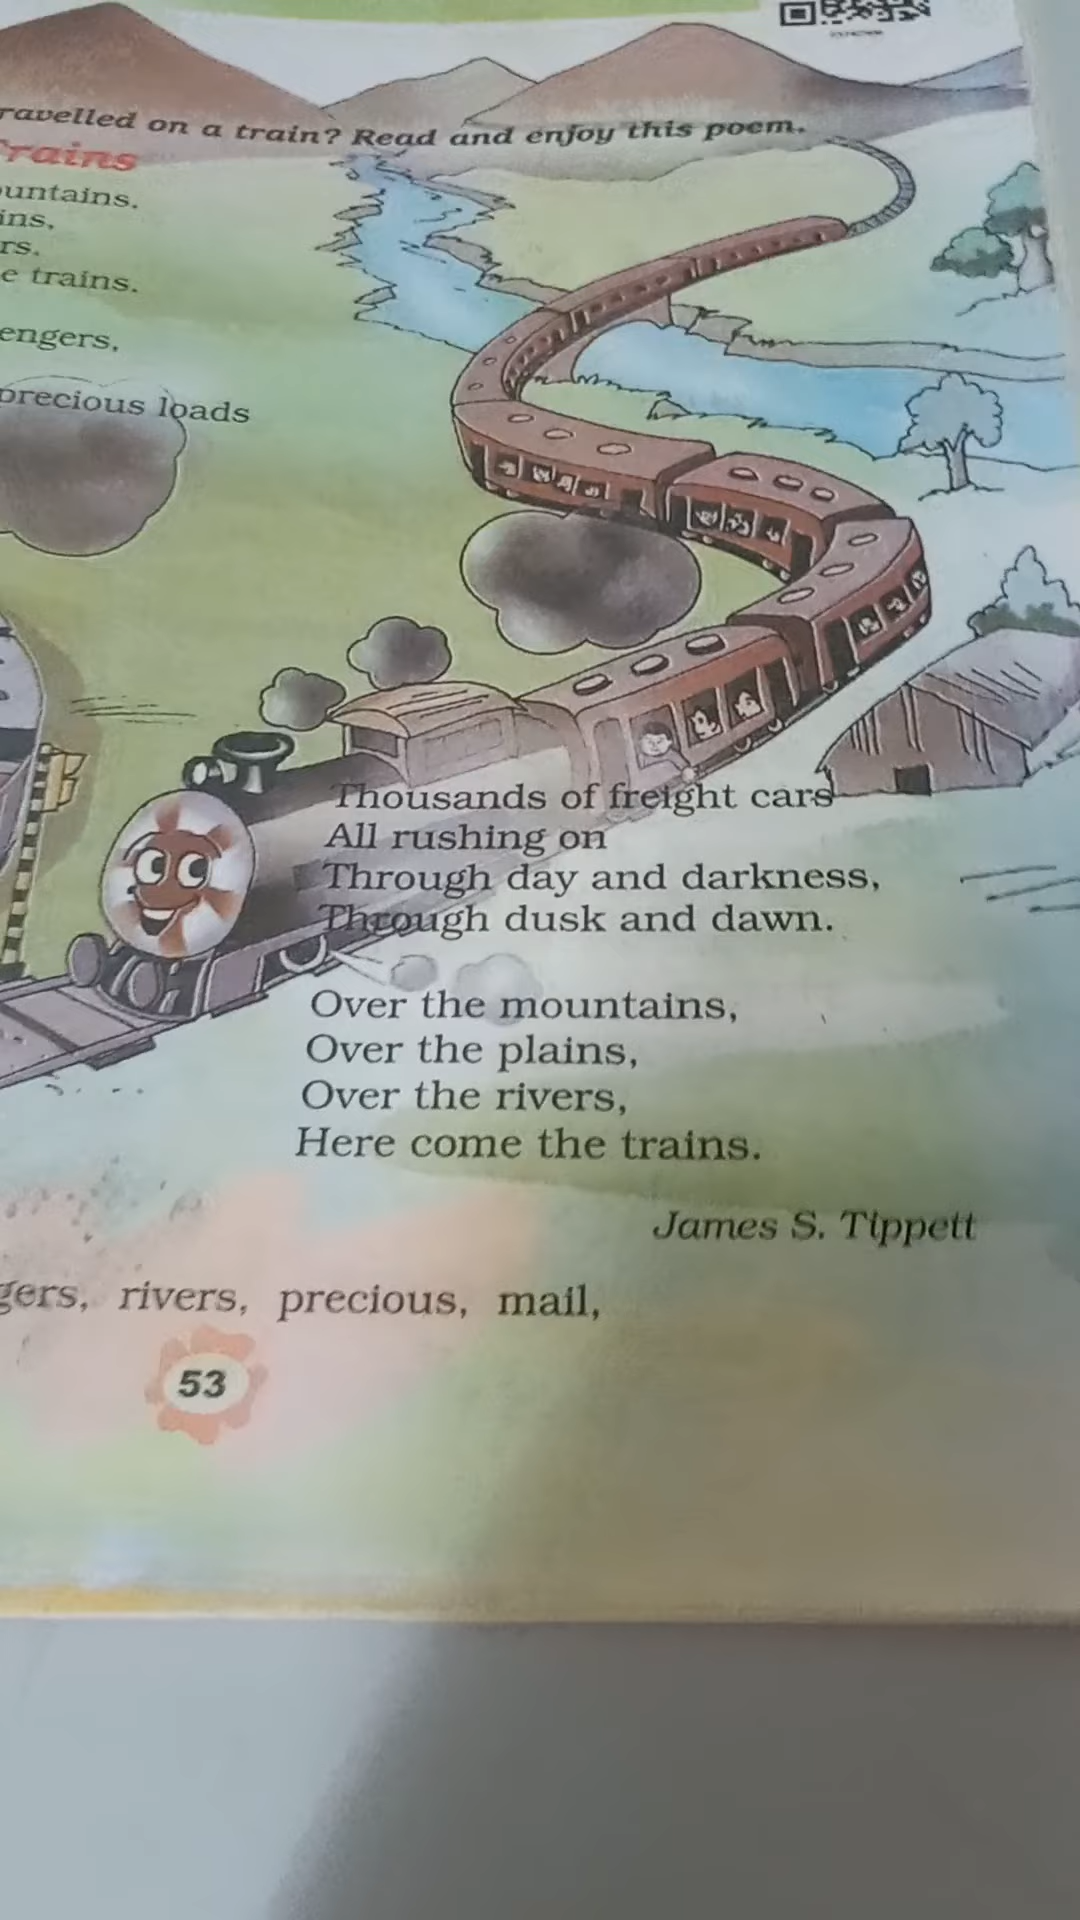 ravelled on a train? Read and enjoy this poem.
Trains
ountains.
ins,
rs.
e trains.
engers,
precious loads
Thousands of freight cars
All rushing on
Through day and darkness,
Through dusk and dawn.
Over the mountains,
Over the plains,
Over the rivers,
Here come the trains.
James S. Tippett
gers, rivers, precious, mail,
53